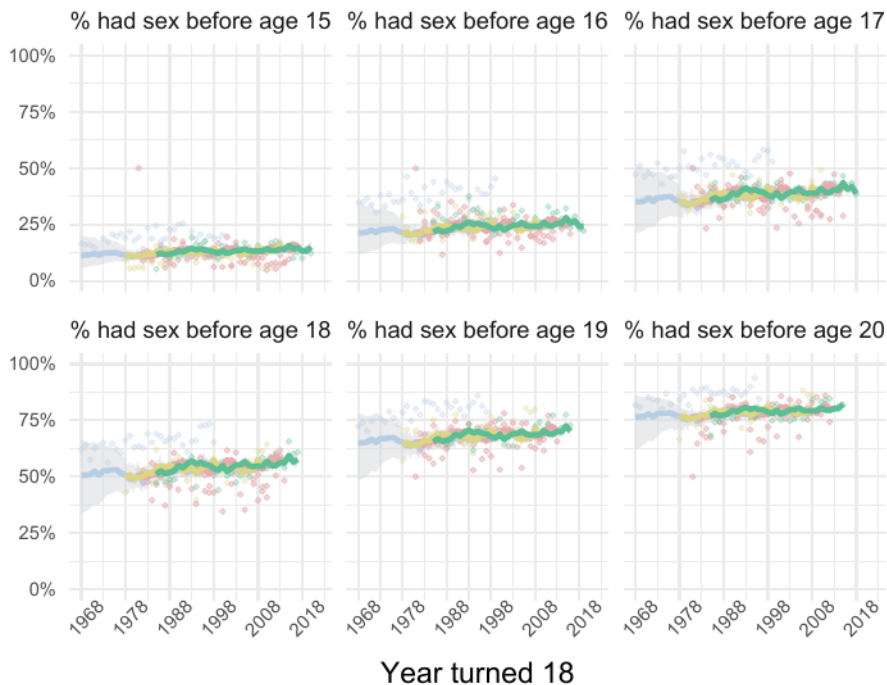 % had sex before age 15 % had sex before age 16 % had sex before age 17
100%
75%
50%
25%
0%
% had sex before age 18 % had sex before age 19 % had sex before age 20
100%
75%
50%
25%
0%
1968 1978 1988 1998 2008 2018 1968 1978 1988 1998 2008 2018 1968 1978 1988 1998 2008 2018
Year turned 18